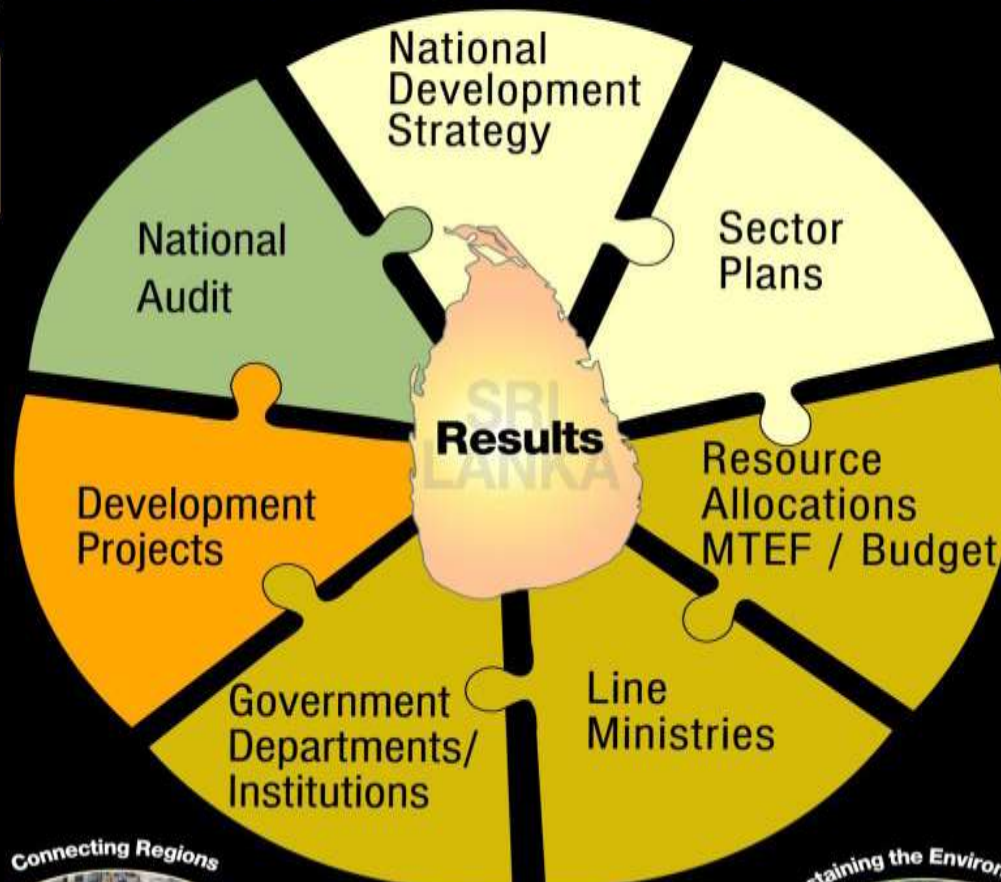 National
Development
Strategy
Sector
Plans
National
Audit
SRI
LANKA
Results
Resource
Allocations
MTEF / Budget
Development
Projects
Line
Ministries
Government
Departments/
Institutions
Connecting Regions
the